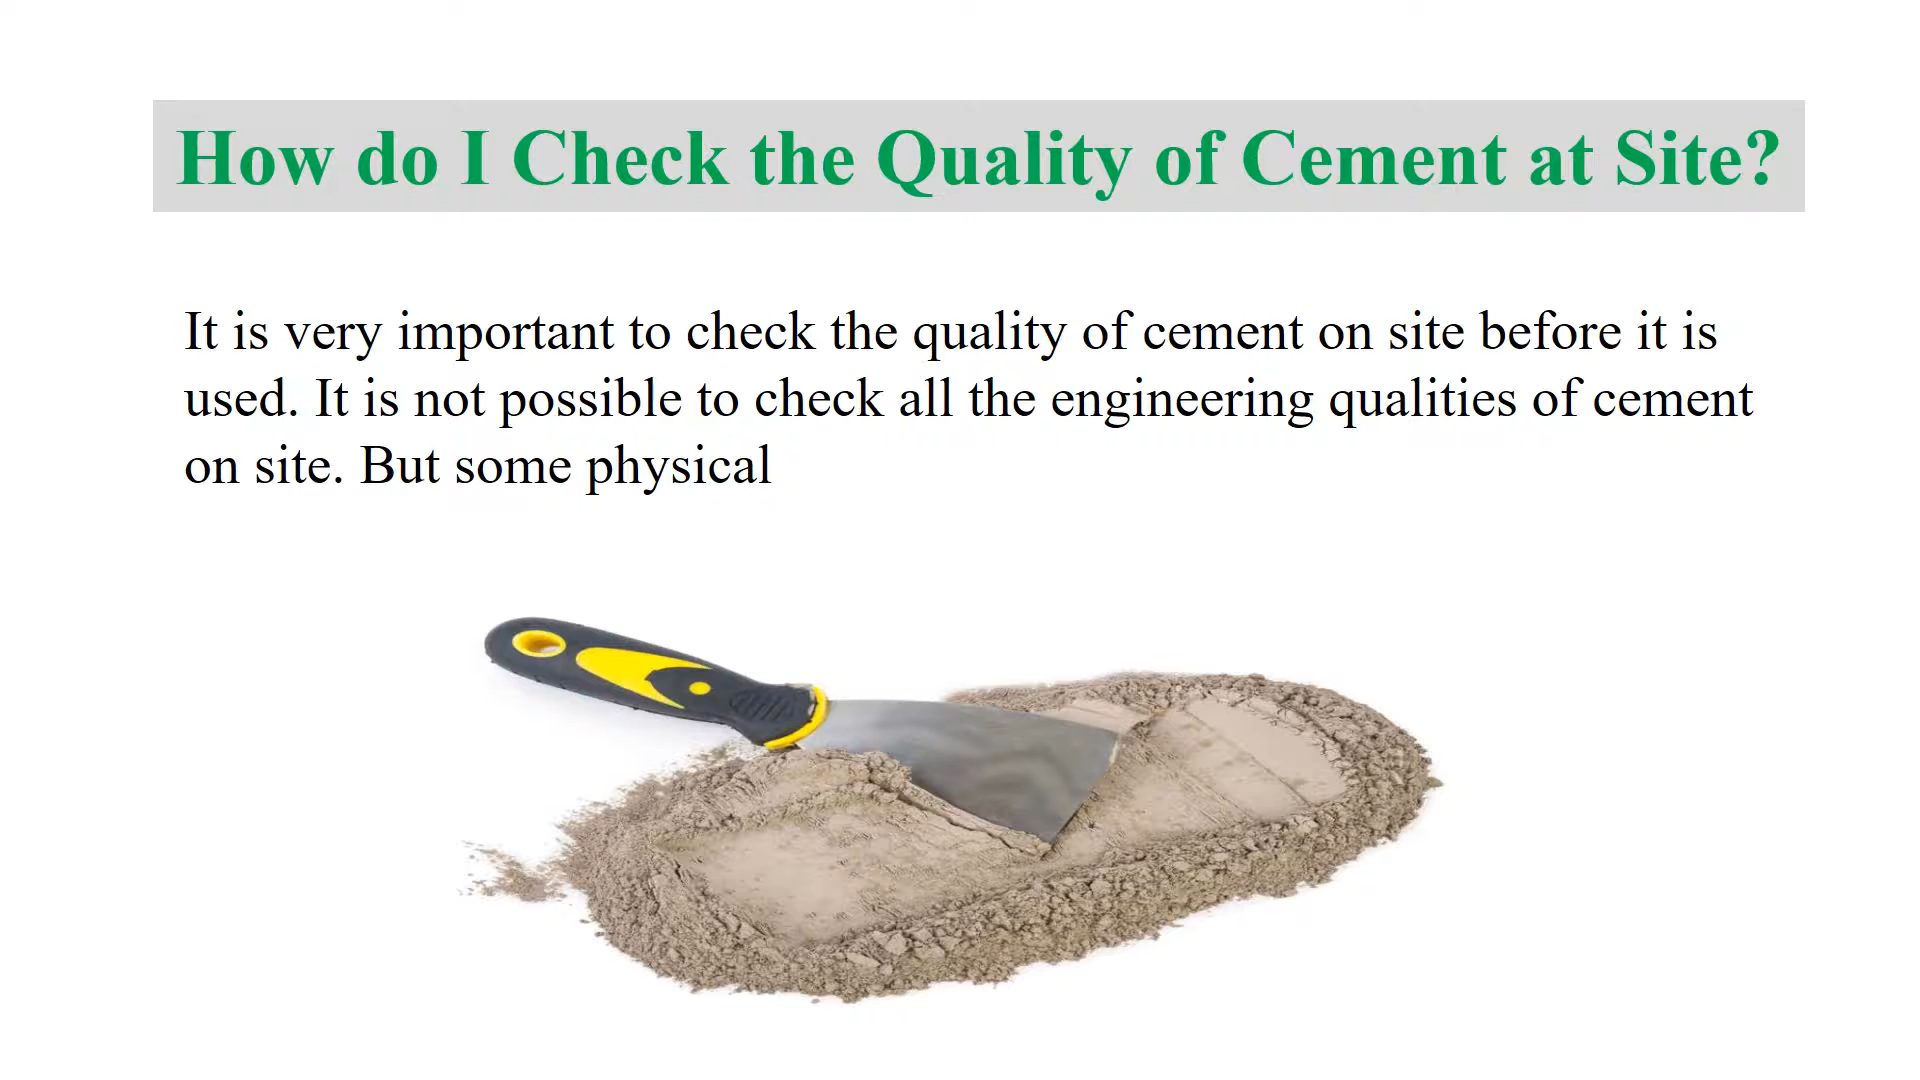 How do I Check the Quality of Cement at Site?
It is very important to check the quality of cement on site before it is
used. It is not possible to check all the engineering qualities of cement
on site. But some physical